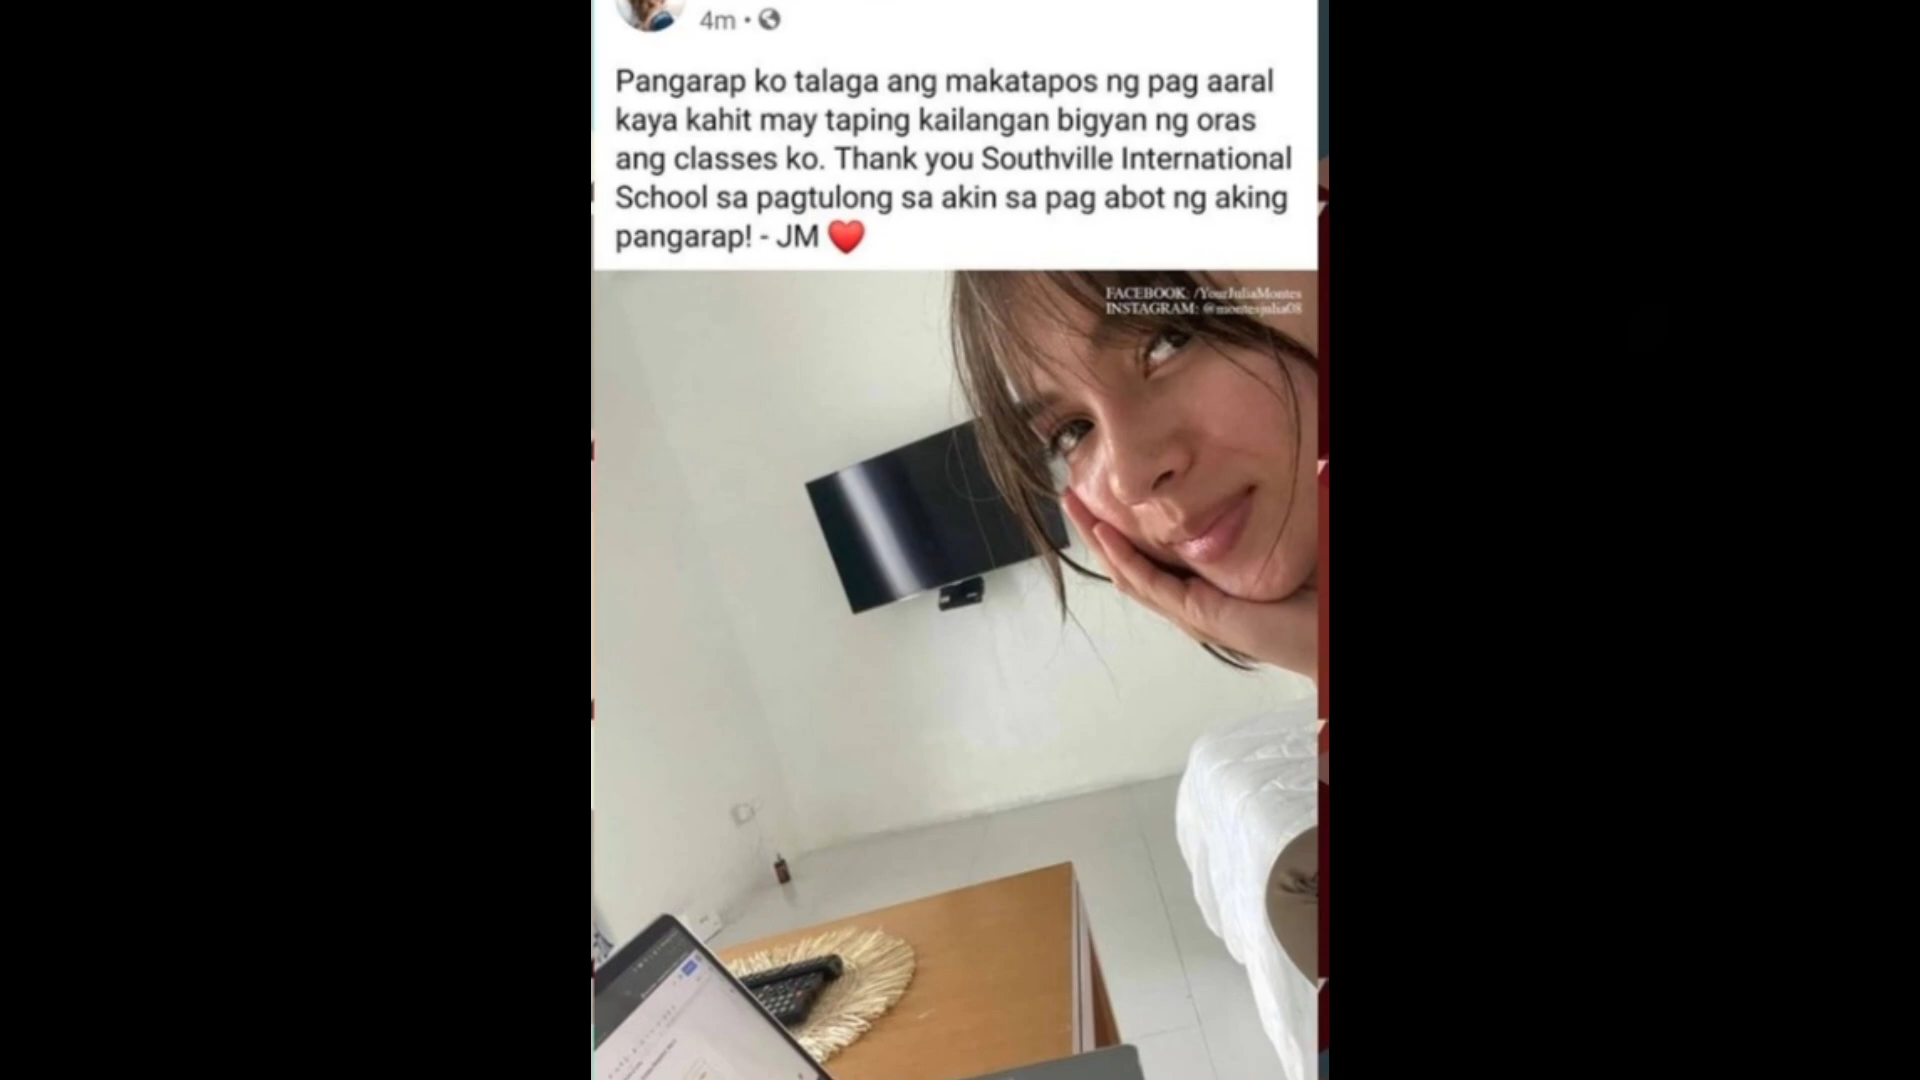 4m •
Pangarap ko talaga ang makatapos ng pag aaral
kaya kahit may taping kailangan bigyan ng oras
ang classes ko. Thank you Southville International
School sa pagtulong sa akin sa pag abot ng aking
pangarap! - JM ❤️
FACEBOOK: /YourJuliaMontes
INSTAGRAM: @montesjulia08